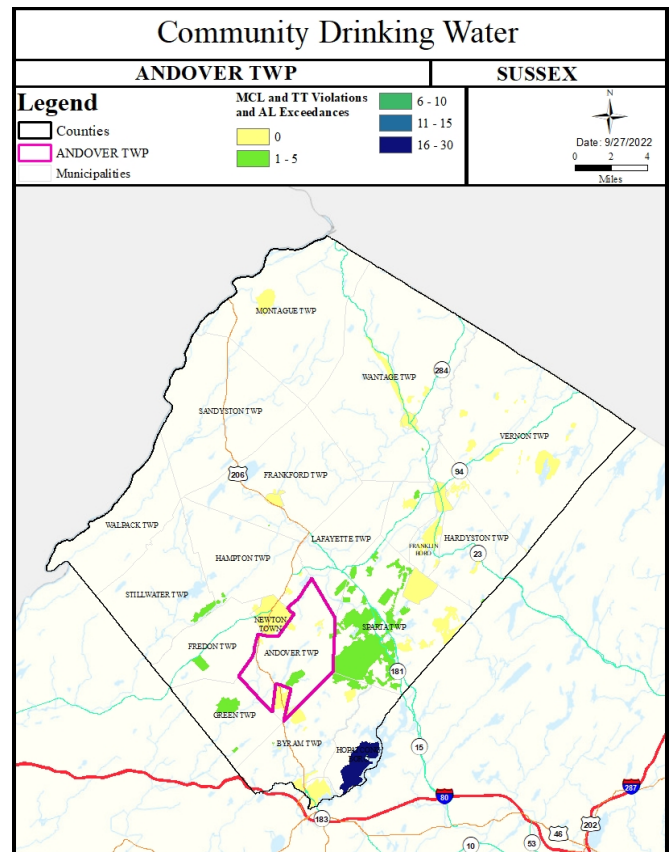 Community Drinking Water
ANDOVER TWP
SUSSEX
Legend
Counties
ANDOVER TWP
Municipalities
MCL and TT Violations
and AL Exceedances
0
1 - 5
6 - 10
11 - 15
16 - 30
N
Date: 9/27/2022
0 2 4
Miles
MONTAGUE TWP
WANTAGE TWP
284
SANDYSTON TWP
VERNON TWP
206
FRANKFORD TWP
94
WALPACK TWP
LAFAYETTE TWP
HARDYSTON TWP
FRANKLIN
BORO
23
HAMPTON TWP
STILLWATER TWP
NEWTON
TOWN
SPARTA TWP
FREDON TWP
ANDOVER TWP
181
GREEN TWP
BYRAM TWP
15
80
287
183
46
202
10
53